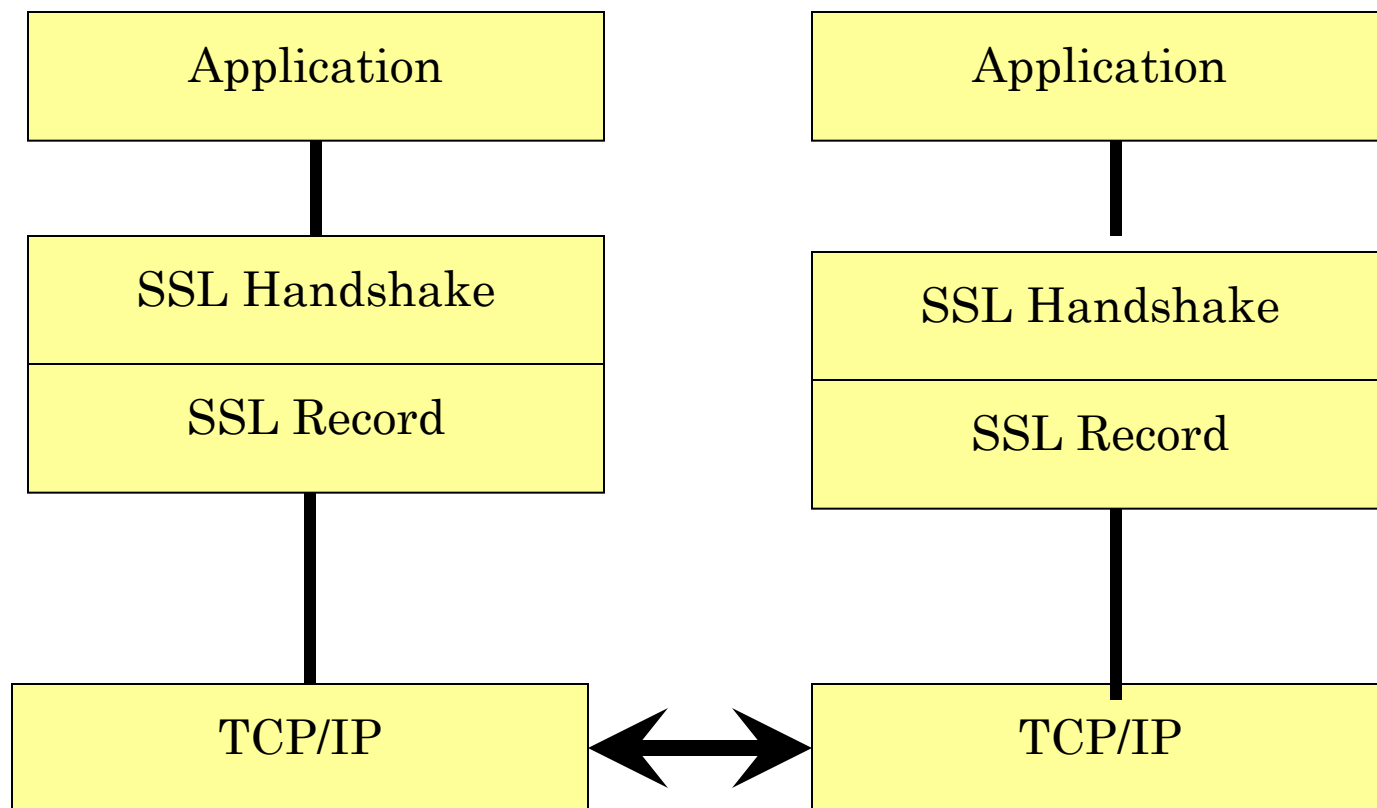 Application
Application
SSL Handshake
SSL Handshake
SSL Record
SSL Record
TCP/IP
TCP/IP